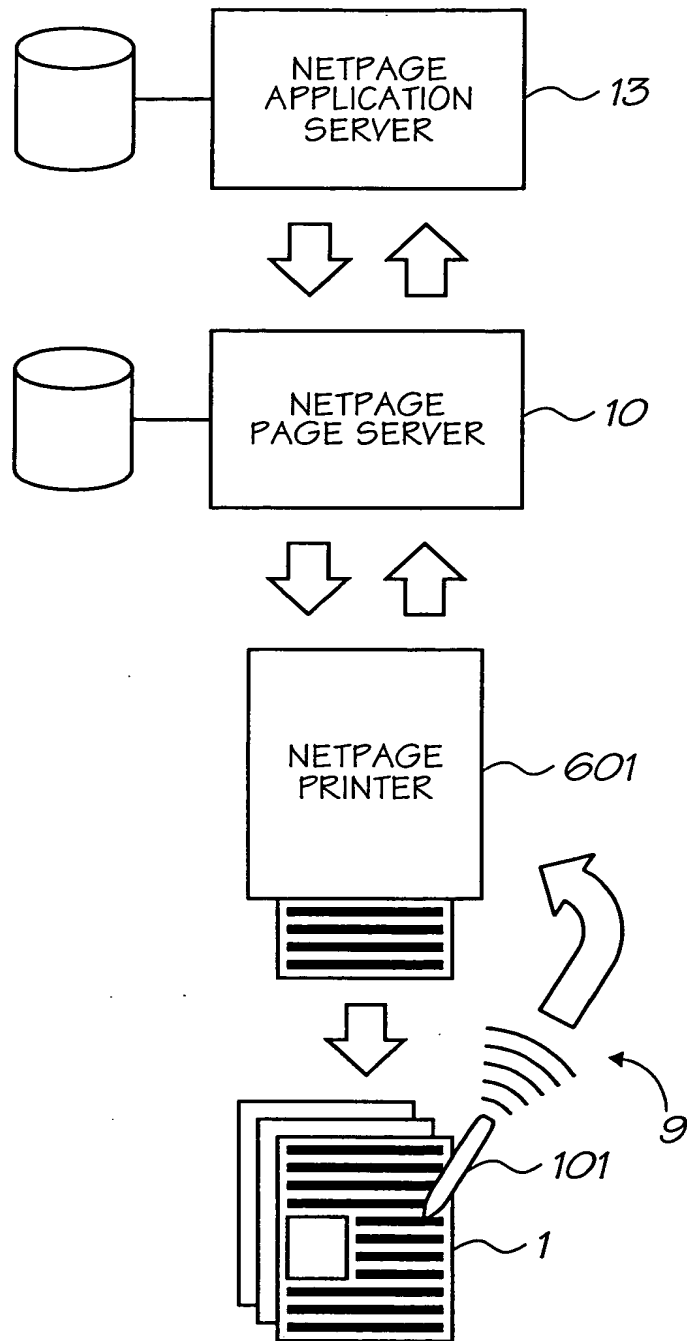 NETPAGE
APPLICATION
SERVER
13
NETPAGE
PAGE SERVER
10
NETPAGE
PRINTER
601
9
101
1